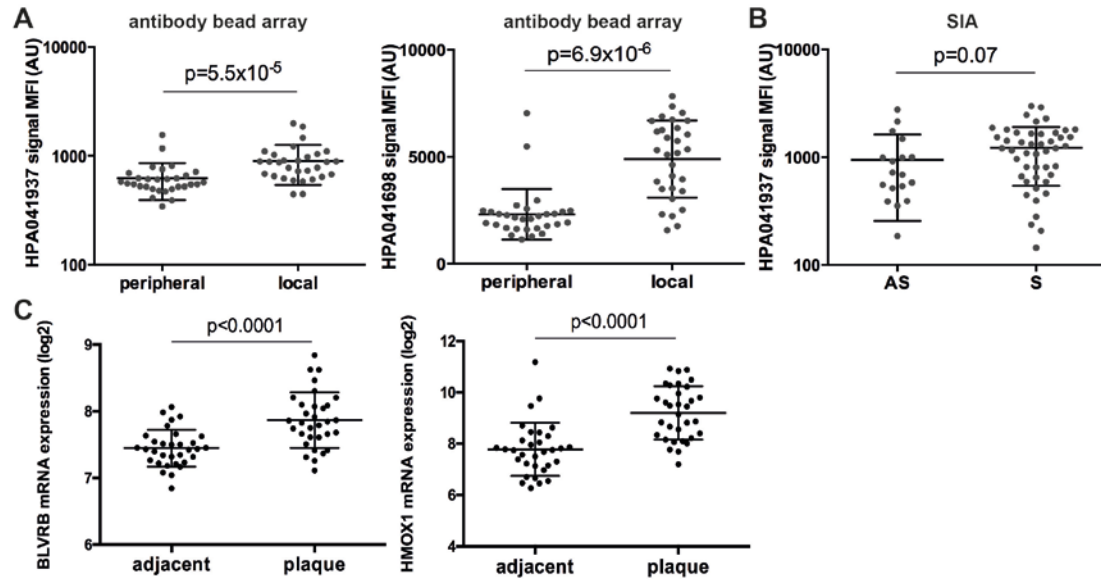 A
antibody bead array
HPA041937 signal MFI (AU)
10000
1000
100
p=5.5x10-5
peripheral
local
antibody bead array
HPA041698 signal MFI (AU)
10000
5000
0
p=6.9x10-6
peripheral
local
B
SIA
HPA041937 signal MFI (AU)
10000
1000
100
p=0.07
AS
S
C
BLVRB mRNA expression (log2)
9
8
7
6
p<0.0001
adjacent
plaque
HMOX1 mRNA expression (log2)
12
10
8
6
4
p<0.0001
adjacent
plaque